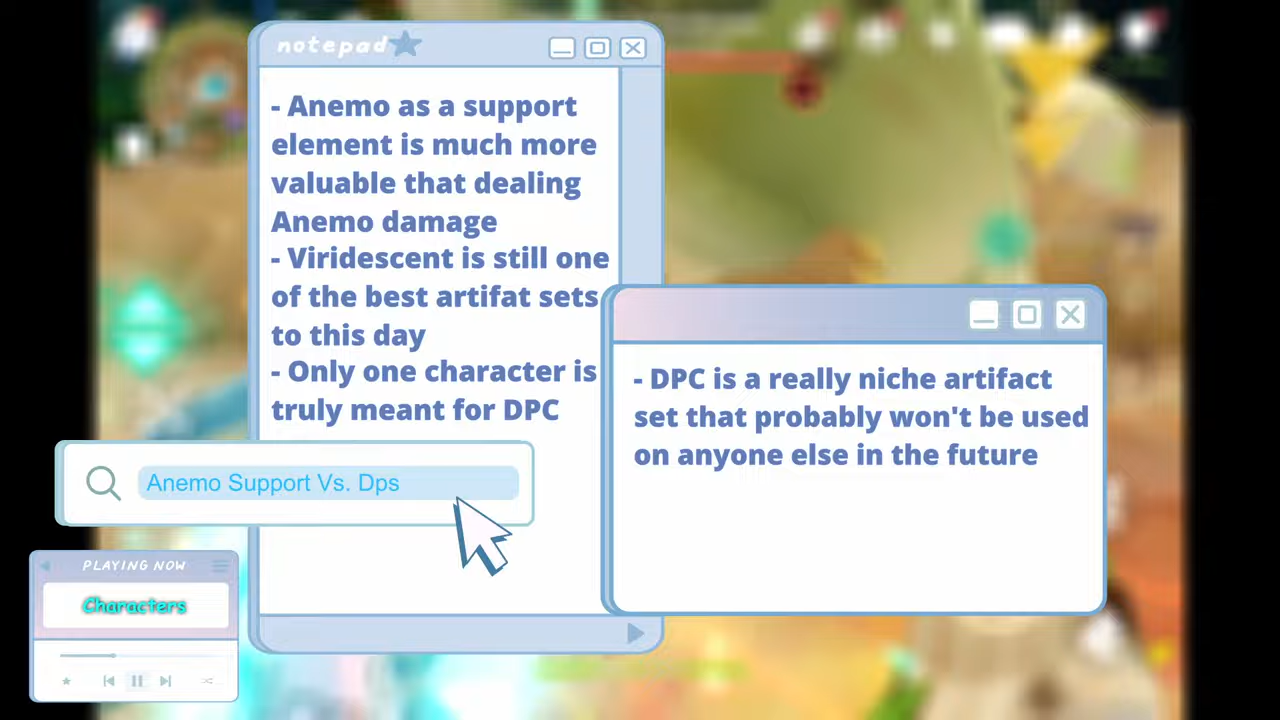 notepad
- Anemo as a support
element is much more
valuable that dealing
Anemo damage
- Viridescent is still one
of the best artifat sets
to this day
- Only one character is
truly meant for DPC
- DPC is a really niche artifact
set that probably won't be used
on anyone else in the future
Anemo Support Vs. Dps
PLAYING NOW
Characters